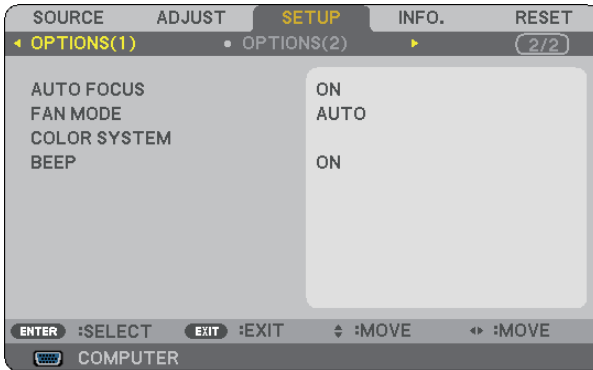 SOURCE ADJUST SETUP INFO. RESET
OPTIONS(1) OPTIONS(2) 2/2
AUTO FOCUS ON
FAN MODE AUTO
COLOR SYSTEM
BEEP ON
ENTER :SELECT EXIT :EXIT :MOVE :MOVE
COMPUTER